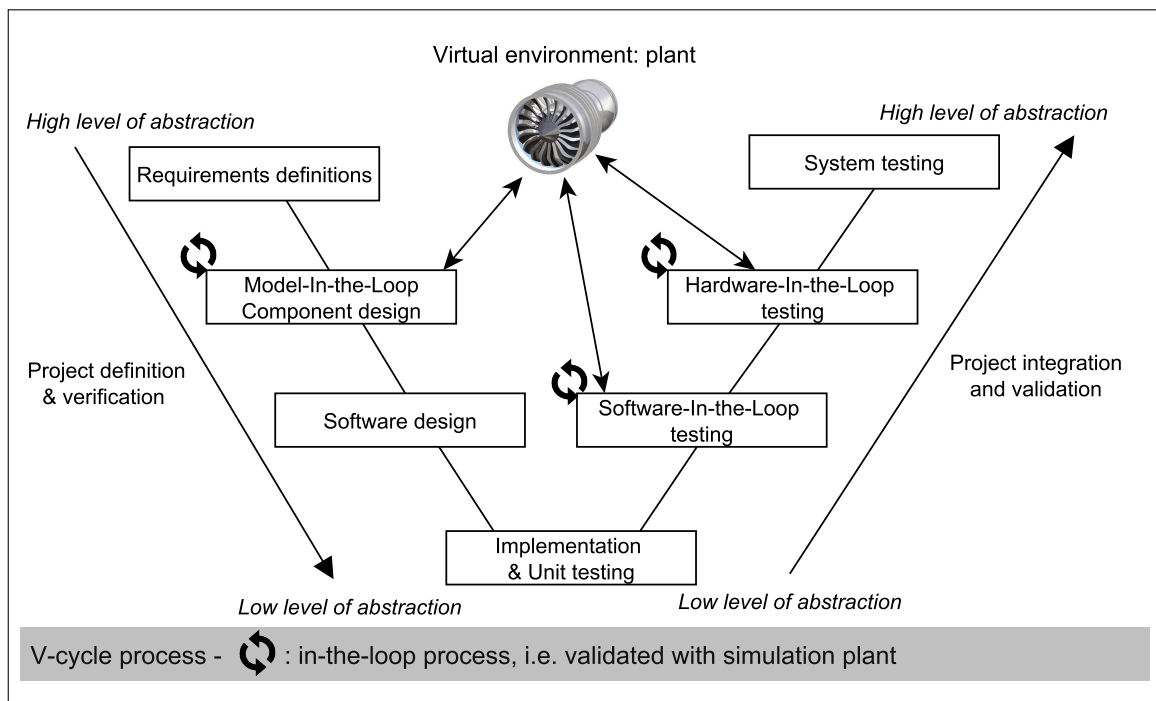 Virtual environment: plant
High level of abstraction
High level of abstraction
Requirements definitions
System testing
Model-In-the-Loop
Component design
Hardware-In-the-Loop
testing
Project definition
& verification
Project integration
and validation
Software design
Software-In-the-Loop
testing
Implementation
& Unit testing
Low level of abstraction
Low level of abstraction
V-cycle process - : in-the-loop process, i.e. validated with simulation plant